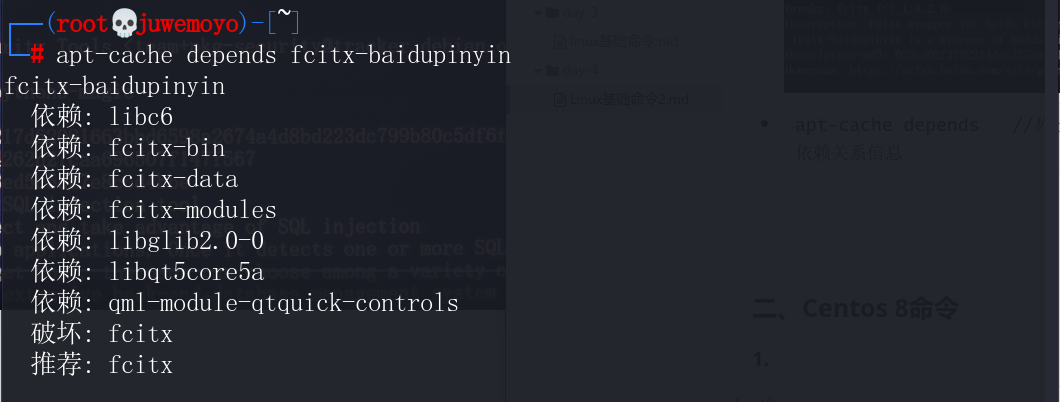 ┌──(root💀juwemoyo)-[~]
└─# apt-cache depends fcitx-baidupinyin
fcitx-baidupinyin
依赖: libc6
依赖: fcitx-bin
依赖: fcitx-data
依赖: fcitx-modules
依赖: libglib2.0-0
依赖: libqt5core5a
依赖: qml-module-qtquick-controls
破坏: fcitx
推荐: fcitx
day-3
linux基础命令.md
day-4
Linux基础命令2.md
apt-cache depends //
依赖关系信息
二、Centos 8命令
1.